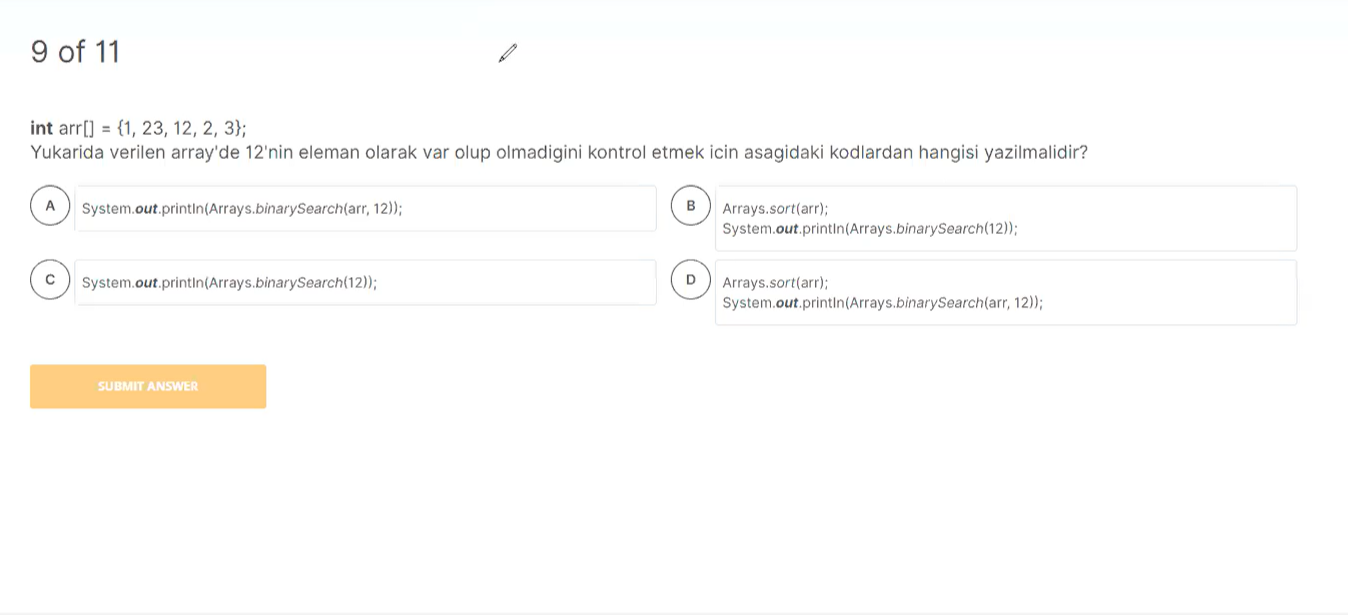 9 of 11
int arr[] = {1, 23, 12, 2, 3};
Yukarida verilen array'de 12'nin eleman olarak var olup olmadigini kontrol etmek icin asagidaki kodlardan hangisi yazilmalidir?
A
System.out.println(Arrays.binarySearch(arr, 12));
B
Arrays.sort(arr);
System.out.println(Arrays.binarySearch(12));
C
System.out.println(Arrays.binarySearch(12));
D
Arrays.sort(arr);
System.out.println(Arrays.binarySearch(arr, 12));
SUBMIT ANSWER